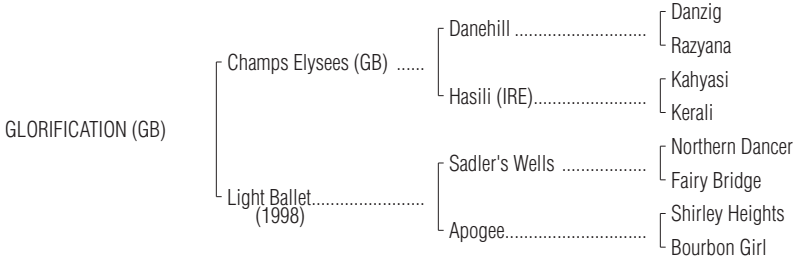 Danzig
Danehill ..............................
Razyana
Champs Elysees (GB) ......
Kahyasi
Hasili (IRE)..........................
Kerali
GLORIFICATION (GB)
Northern Dancer
Sadler's Wells ...................
Fairy Bridge
Light Ballet.........................
(1998)
Shirley Heights
Apogee................................
Bourbon Girl